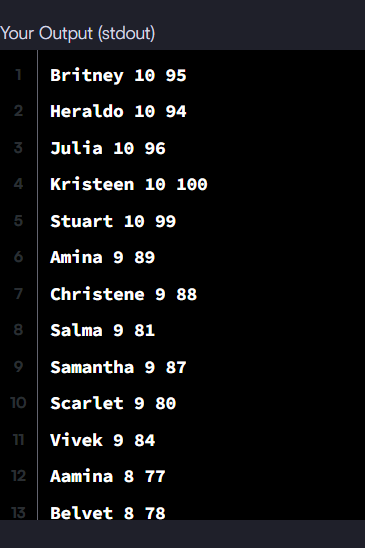 Your Output (stdout)
1 Britney 10 95
2 Heraldo 10 94
3 Julia 10 96
4 Kristeen 10 100
5 Stuart 10 99
6 Amina 9 89
7 Christene 9 88
8 Salma 9 81
9 Samantha 9 87
10 Scarlet 9 80
11 Vivek 9 84
12 Aamina 8 77
13 Belvet 8 78